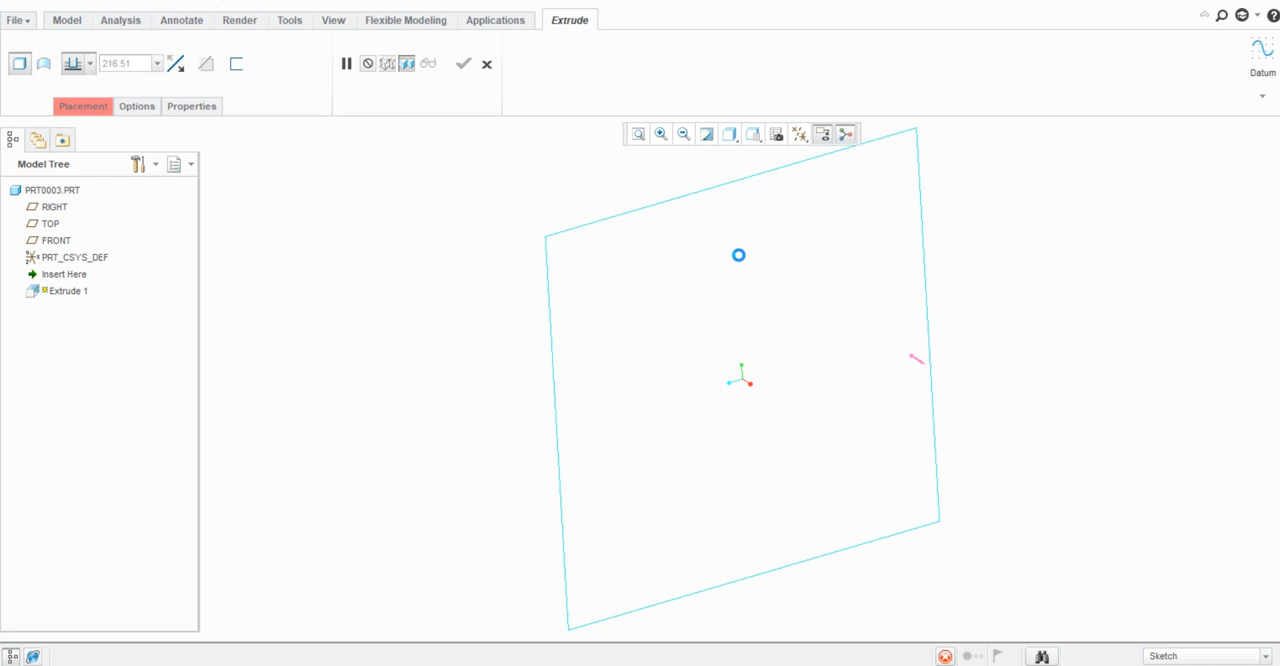 File Model Analysis Annotate Render Tools View Flexible Modeling Applications Extrude
216.51
Datum
Placement Options Properties
Model Tree
PRT0003.PRT
RIGHT
TOP
FRONT
PRT_CSYS_DEF
Insert Here
Extrude 1
Sketch